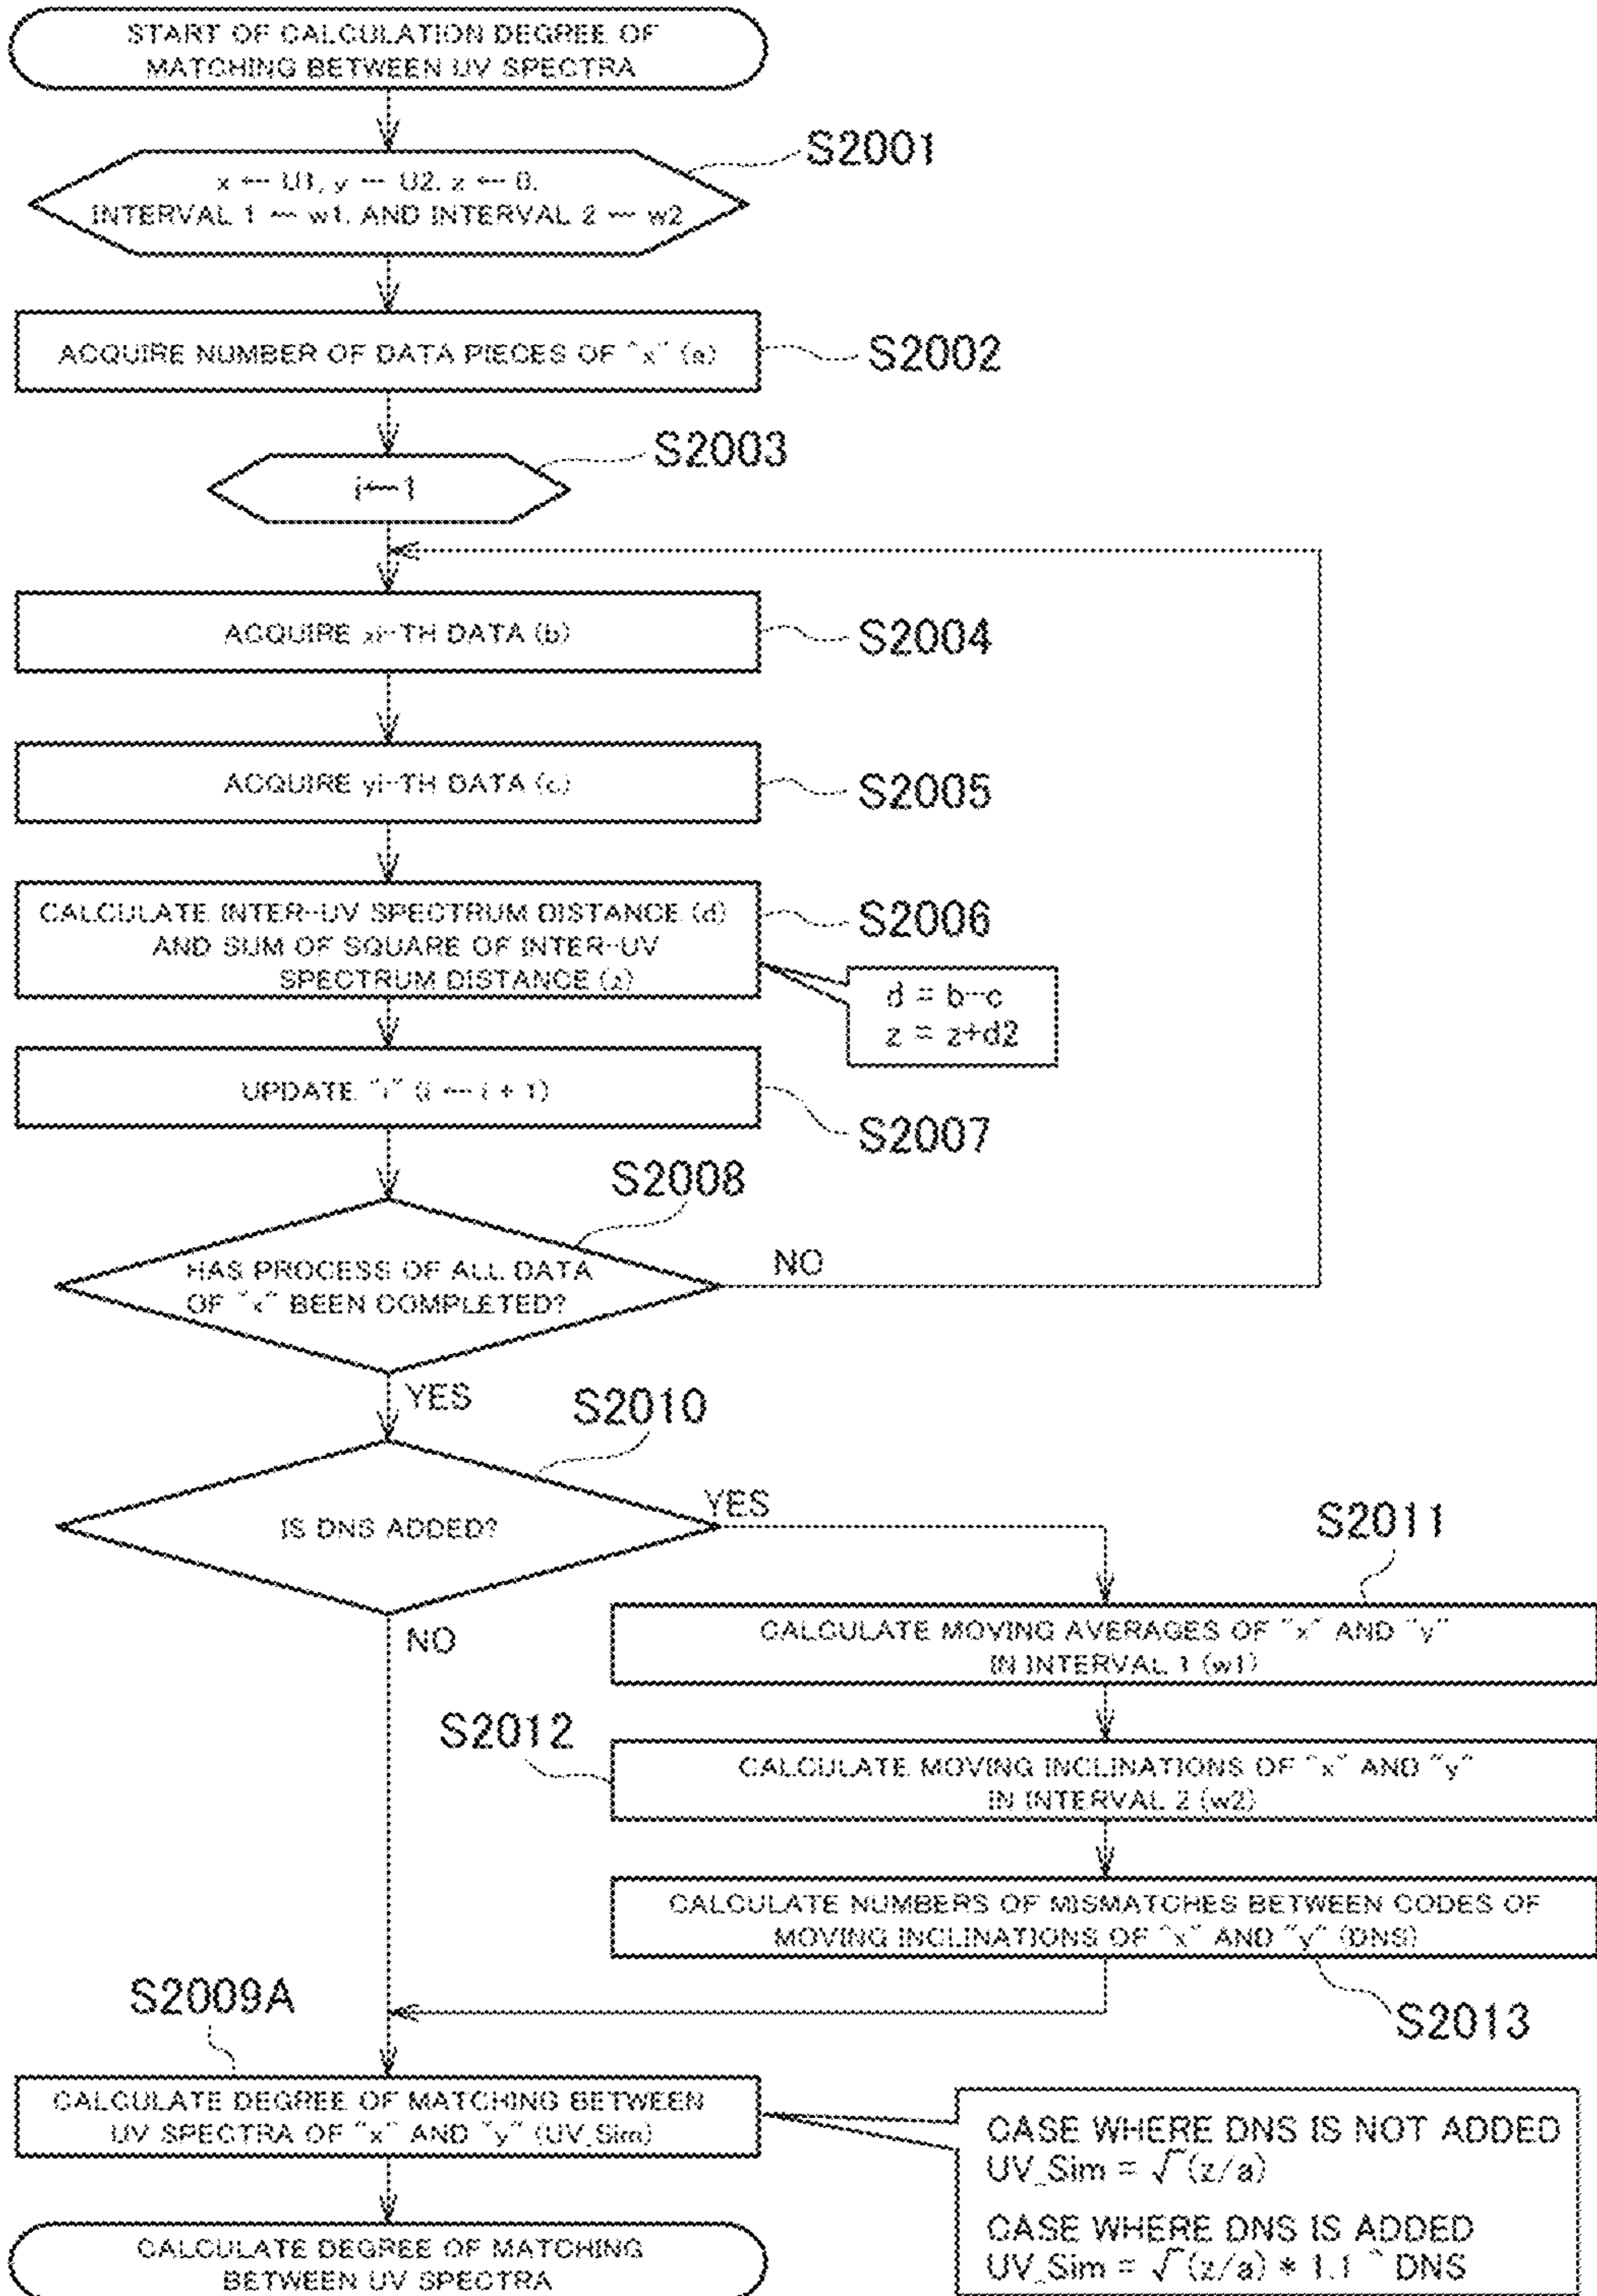 START OF CALCULATION DEGREE OF
MATCHING BETWEEN UV SPECTRA
S2001
x ← U1, y ← U2, z ← 0,
INTERVAL 1 ← w1, AND INTERVAL 2 ← w2
ACQUIRE NUMBER OF DATA PIECES OF "x" (a)
S2002
S2003
i←1
ACQUIRE xi-TH DATA (b)
S2004
ACQUIRE yi-TH DATA (c)
S2005
CALCULATE INTER-UV SPECTRUM DISTANCE (d)
AND SUM OF SQUARE OF INTER-UV
SPECTRUM DISTANCE (z)
S2006
d = b-c
z = z+d2
UPDATE "i" (i ← i + 1)
S2007
S2008
HAS PROCESS OF ALL DATA
OF "x" BEEN COMPLETED?
NO
YES
S2010
IS DNS ADDED?
YES
NO
S2011
CALCULATE MOVING AVERAGES OF "x" AND "y"
IN INTERVAL 1 (w1)
S2012
CALCULATE MOVING INCLINATIONS OF "x" AND "y"
IN INTERVAL 2 (w2)
CALCULATE NUMBERS OF MISMATCHES BETWEEN CODES OF
MOVING INCLINATIONS OF "x" AND "y" (DNS)
S2013
S2009A
CALCULATE DEGREE OF MATCHING BETWEEN
UV SPECTRA OF "x" AND "y" (UV_Sim)
CASE WHERE DNS IS NOT ADDED
UV_Sim = √(z/a)
CASE WHERE DNS IS ADDED
UV_Sim = √(z/a) * 1.1 ^ DNS
CALCULATE DEGREE OF MATCHING
BETWEEN UV SPECTRA